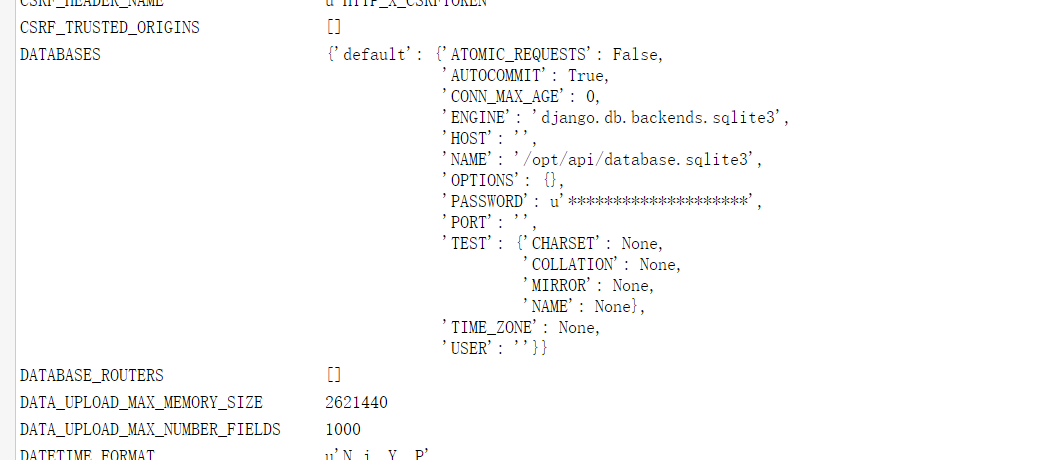 CSRF_HEADER_NAME u'HTTP_X_CSRFTOKEN'
CSRF_TRUSTED_ORIGINS []
DATABASES {'default': {'ATOMIC_REQUESTS': False,
'AUTOCOMMIT': True,
'CONN_MAX_AGE': 0,
'ENGINE': 'django.db.backends.sqlite3',
'HOST': '',
'NAME': '/opt/api/database.sqlite3',
'OPTIONS': {},
'PASSWORD': u'********************',
'PORT': '',
'TEST': {'CHARSET': None,
'COLLATION': None,
'MIRROR': None,
'NAME': None},
'TIME_ZONE': None,
'USER': ''}}
DATABASE_ROUTERS []
DATA_UPLOAD_MAX_MEMORY_SIZE 2621440
DATA_UPLOAD_MAX_NUMBER_FIELDS 1000
DATETIME_FORMAT u'N j, Y, P'